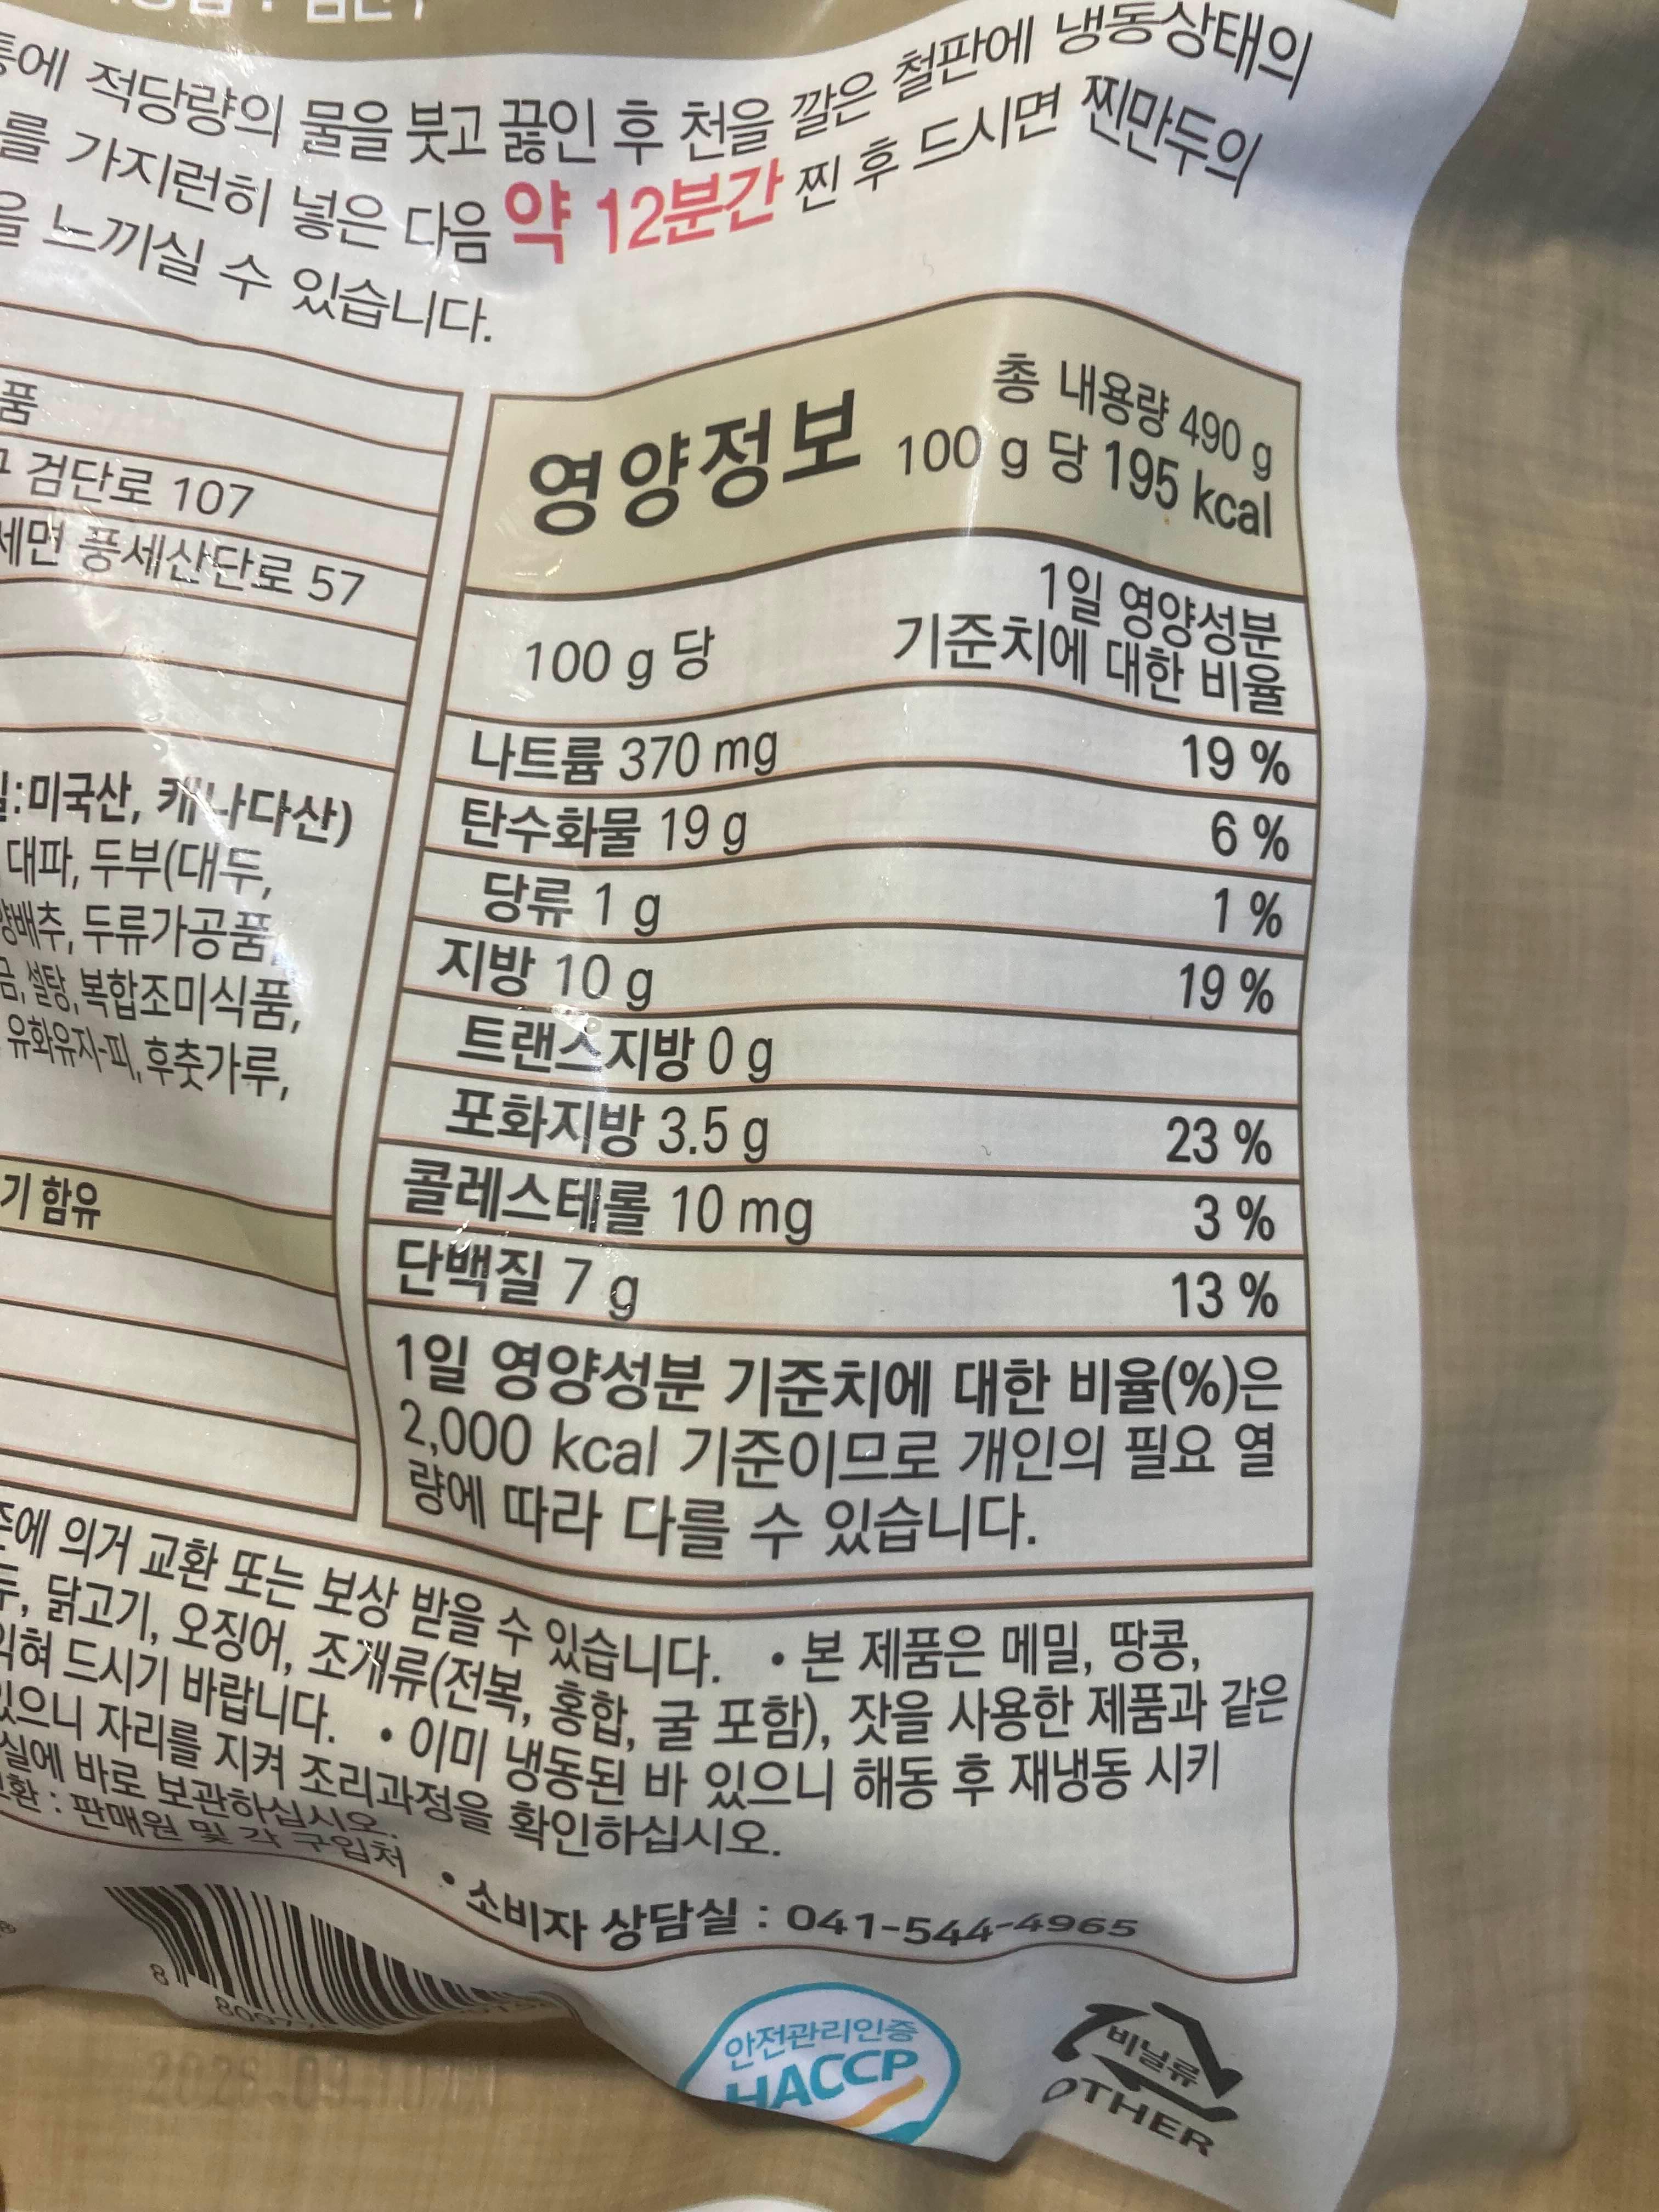 적당량의 물을 붓고 끓인 후 천을 깔은 철판에 냉동상태의
를 가지런히 넣은 다음 약 12분간 찐 후 드시면 찐만두의
을 느끼실 수 있습니다.
품
검단로 107
세면 풍세산단로 57
미국산, 캐나다산)
대파, 두부(대두,
양배추, 두류가공품,
설탕, 복합조미식품,
유화유지-피, 후춧가루,
기 함유
영양정보
총 내용량 490 g
100 g 당 195 kcal
100 g 당
1일 영양성분
기준치에 대한 비율
나트륨 370 mg 19 %
탄수화물 19 g 6 %
당류 1 g 1 %
지방 10 g 19 %
트랜스지방 0 g
포화지방 3.5 g 23 %
콜레스테롤 10 mg 3 %
단백질 7 g 13 %
1일 영양성분 기준치에 대한 비율(%)은
2,000 kcal 기준이므로 개인의 필요 열
량에 따라 다를 수 있습니다.
의거 교환 또는 보상 받을 수 있습니다. • 본 제품은 메밀, 땅콩,
닭고기, 오징어, 조개류(전복, 홍합, 굴 포함), 잣을 사용한 제품과 같은
드시기 바랍니다. • 이미 냉동된 바 있으니 해동 후 재냉동 시키
있으니 자리를 지켜 조리과정을 확인하십시오.
실에 바로 보관하십시오.
환 : 판매원 및 각 구입처 • 소비자 상담실 : 041-544-4965
안전관리인증
HACCP
비닐류
OTHER